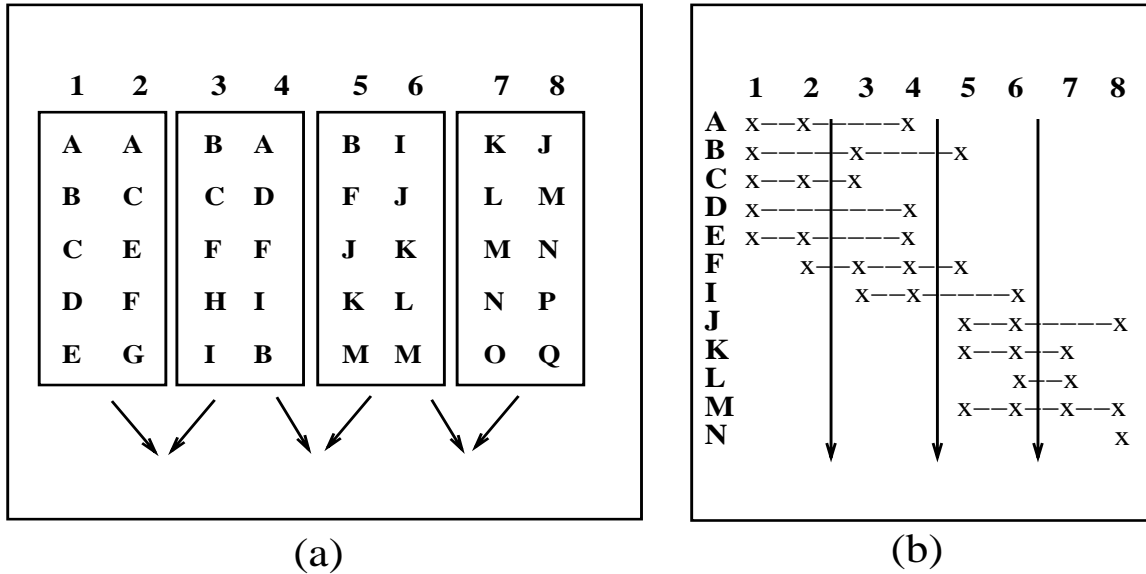 1 2 3 4 5 6 7 8
A A B A B I K J
B C C D F J L M
C E F F J K M N
D F H I K L N P
E G I B M M O Q
(a)
1 2 3 4 5 6 7 8
A x--x-----x
B x-----x-----x
C x--x--x
D x--------x
E x--x-----x
F x--x--x--x
I x--x-----x
J x--x-----x
K x--x--x
L x--x
M x--x--x--x
N x
(b)